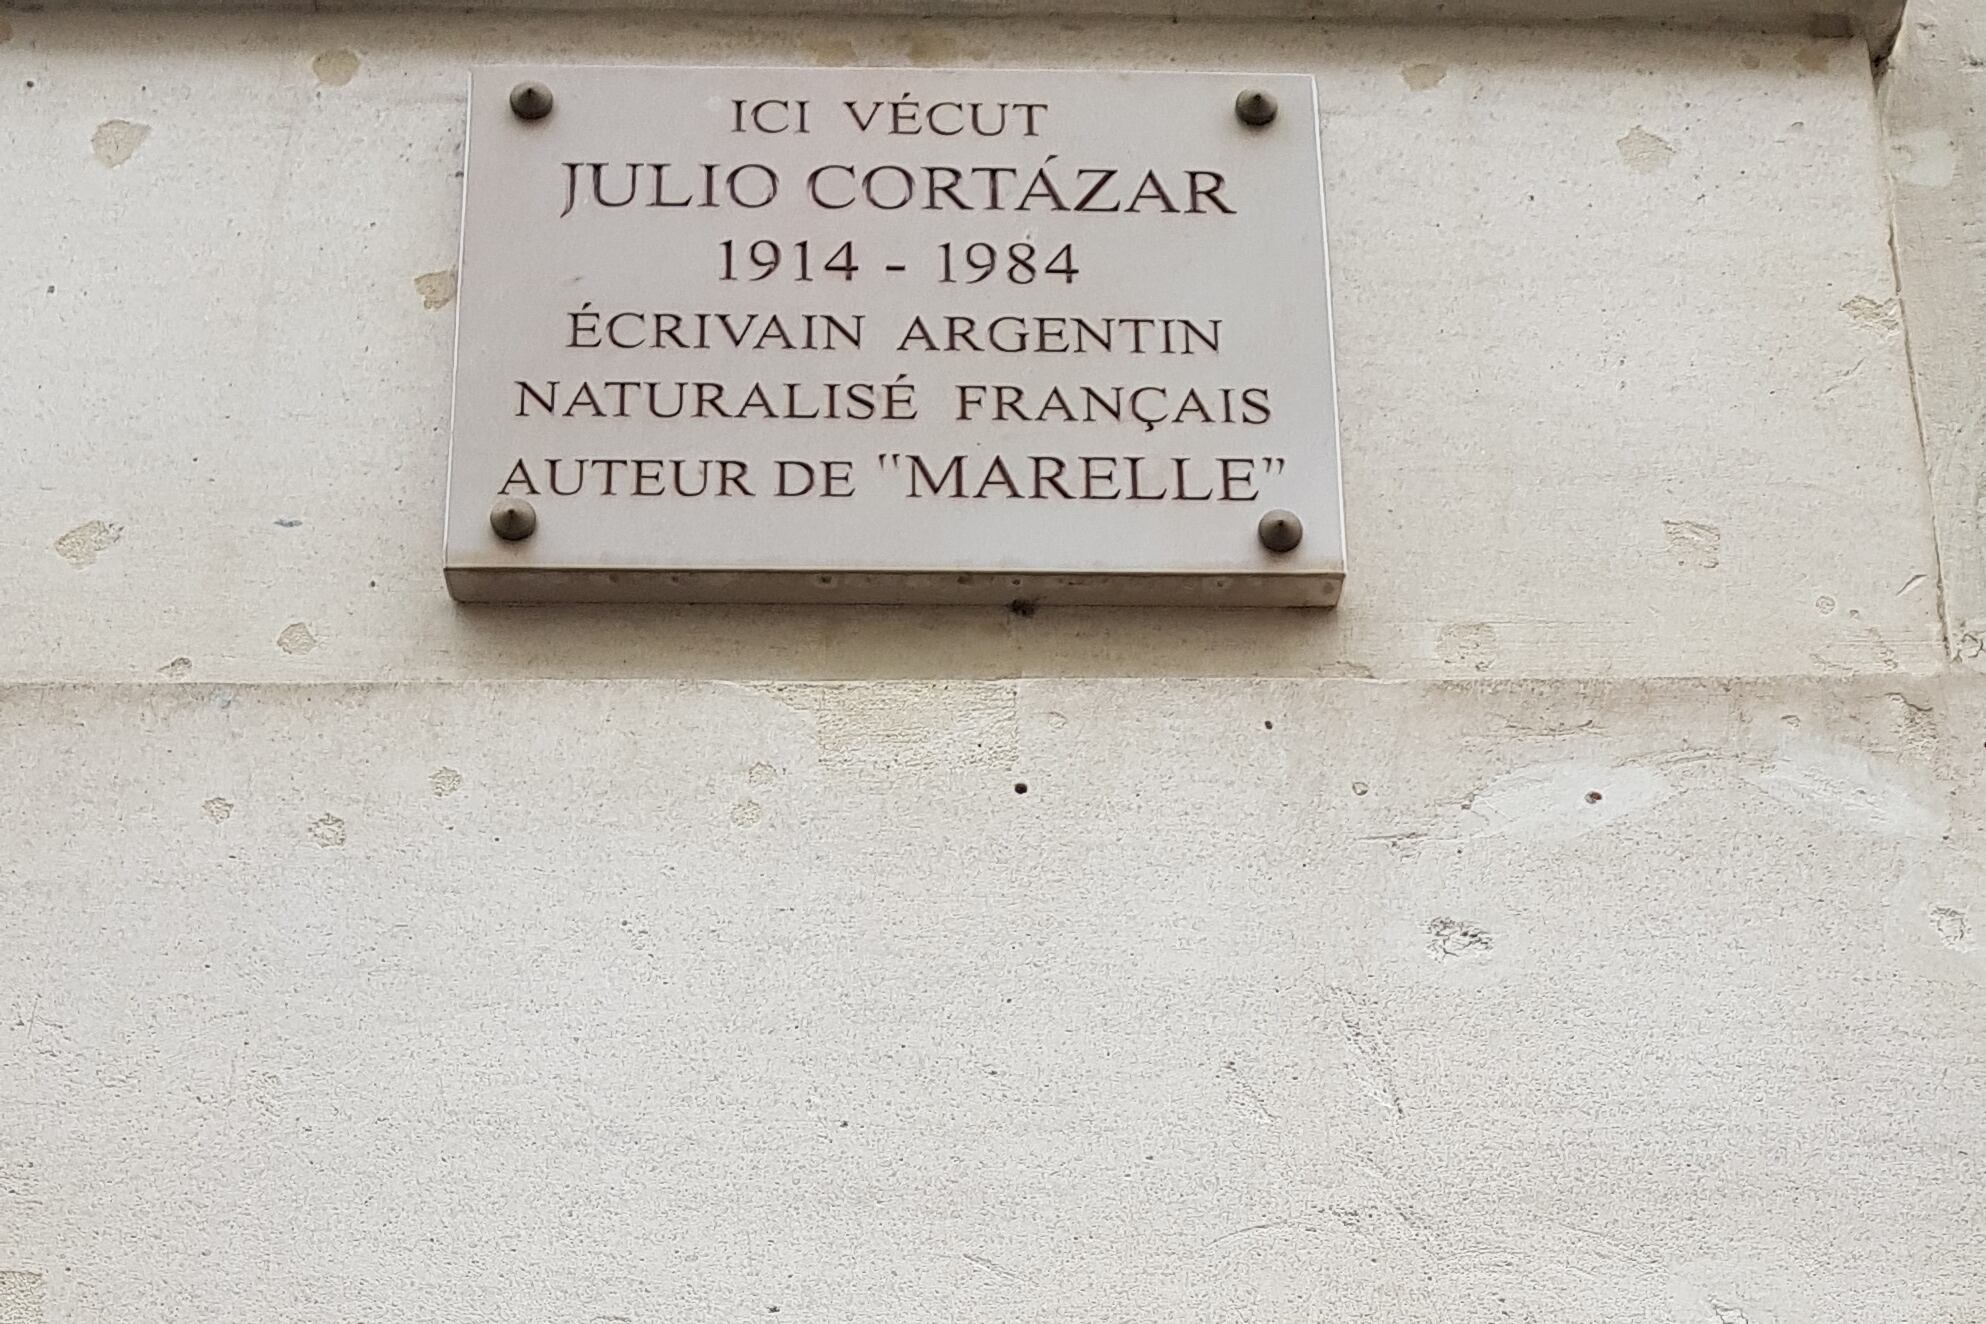 ICI VÉCUT
JULIO CORTÁZAR
1914 - 1984
ÉCRIVAIN ARGENTIN
NATURALISÉ FRANÇAIS
AUTEUR DE "MARELLE"